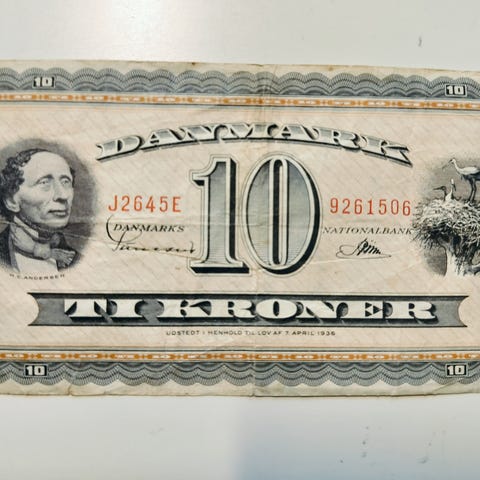 10 10
DANMARK
10
J2645E 9261506
DANMARKS NATIONALBANK
H.C. ANDERSEN
TI KRONER
UDSTEDT I HENHOLD TIL LOV AF 7. APRIL 1936
10 10